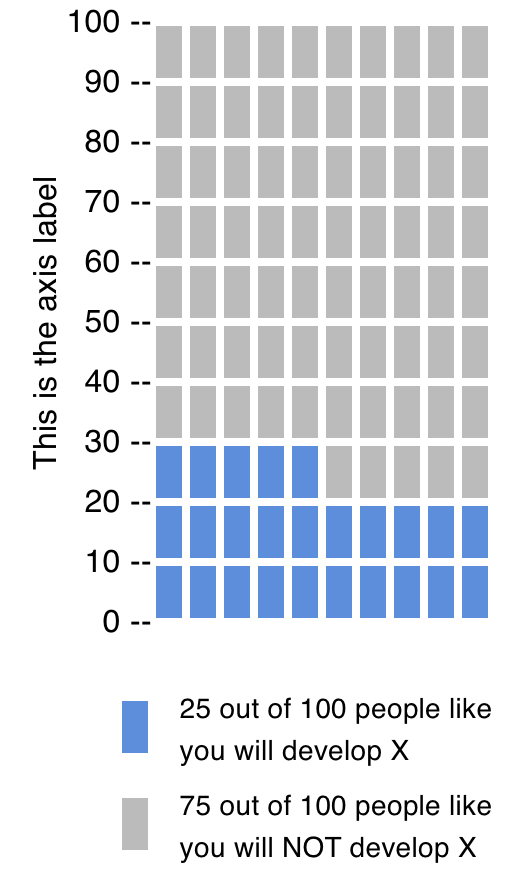 100 --
90 --
80 --
70 --
60 --
50 --
40 --
30 --
20 --
10 --
0 --
This is the axis label
25 out of 100 people like
you will develop X
75 out of 100 people like
you will NOT develop X